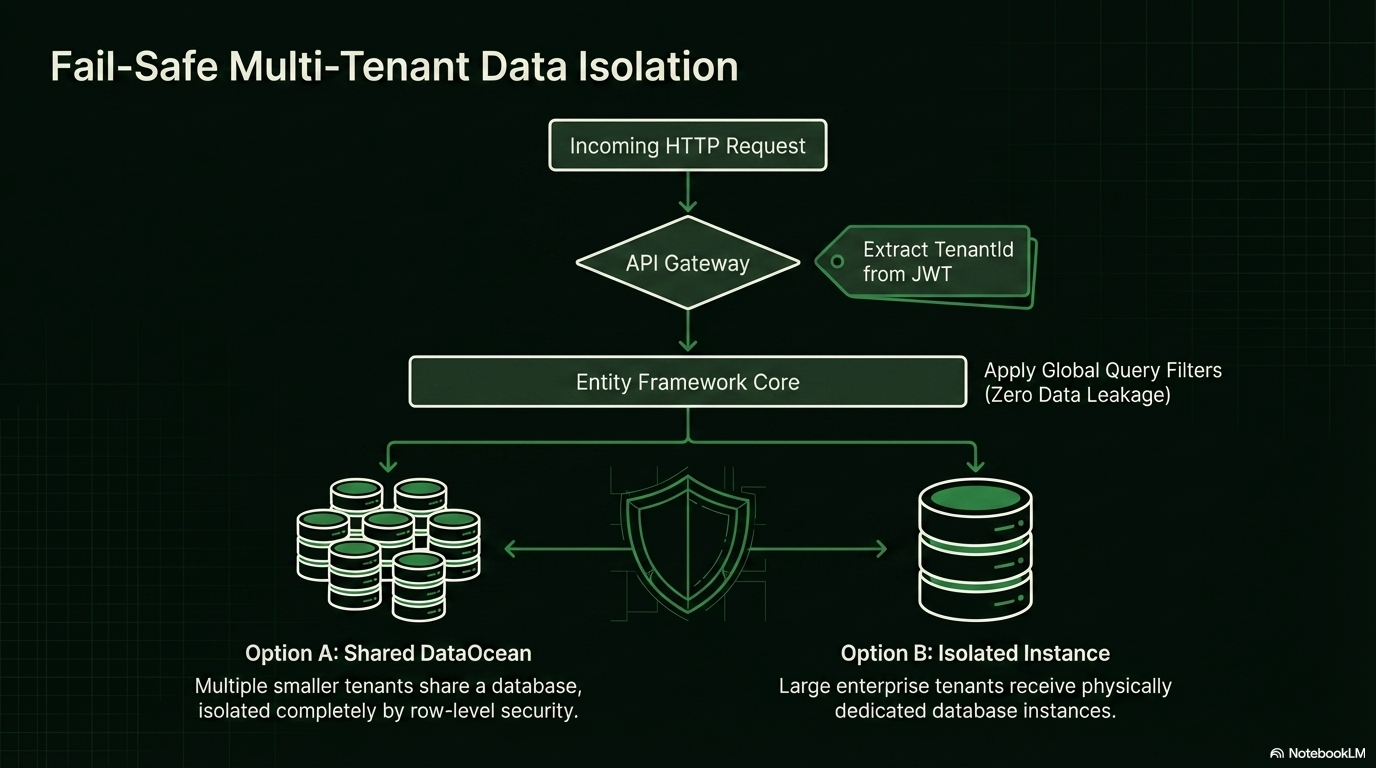 Fail-Safe Multi-Tenant Data Isolation
Incoming HTTP Request
API Gateway
Extract TenantId
from JWT
Entity Framework Core
Apply Global Query Filters
(Zero Data Leakage)
Option A: Shared DataOcean
Multiple smaller tenants share a database,
isolated completely by row-level security.
Option B: Isolated Instance
Large enterprise tenants receive physically
dedicated database instances.
NotebookLM